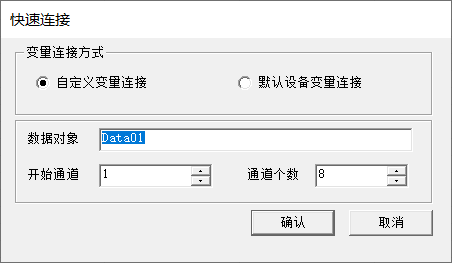 快速连接
变量连接方式
自定义变量连接 默认设备变量连接
数据对象 Data01
开始通道 1 通道个数 8
确认 取消